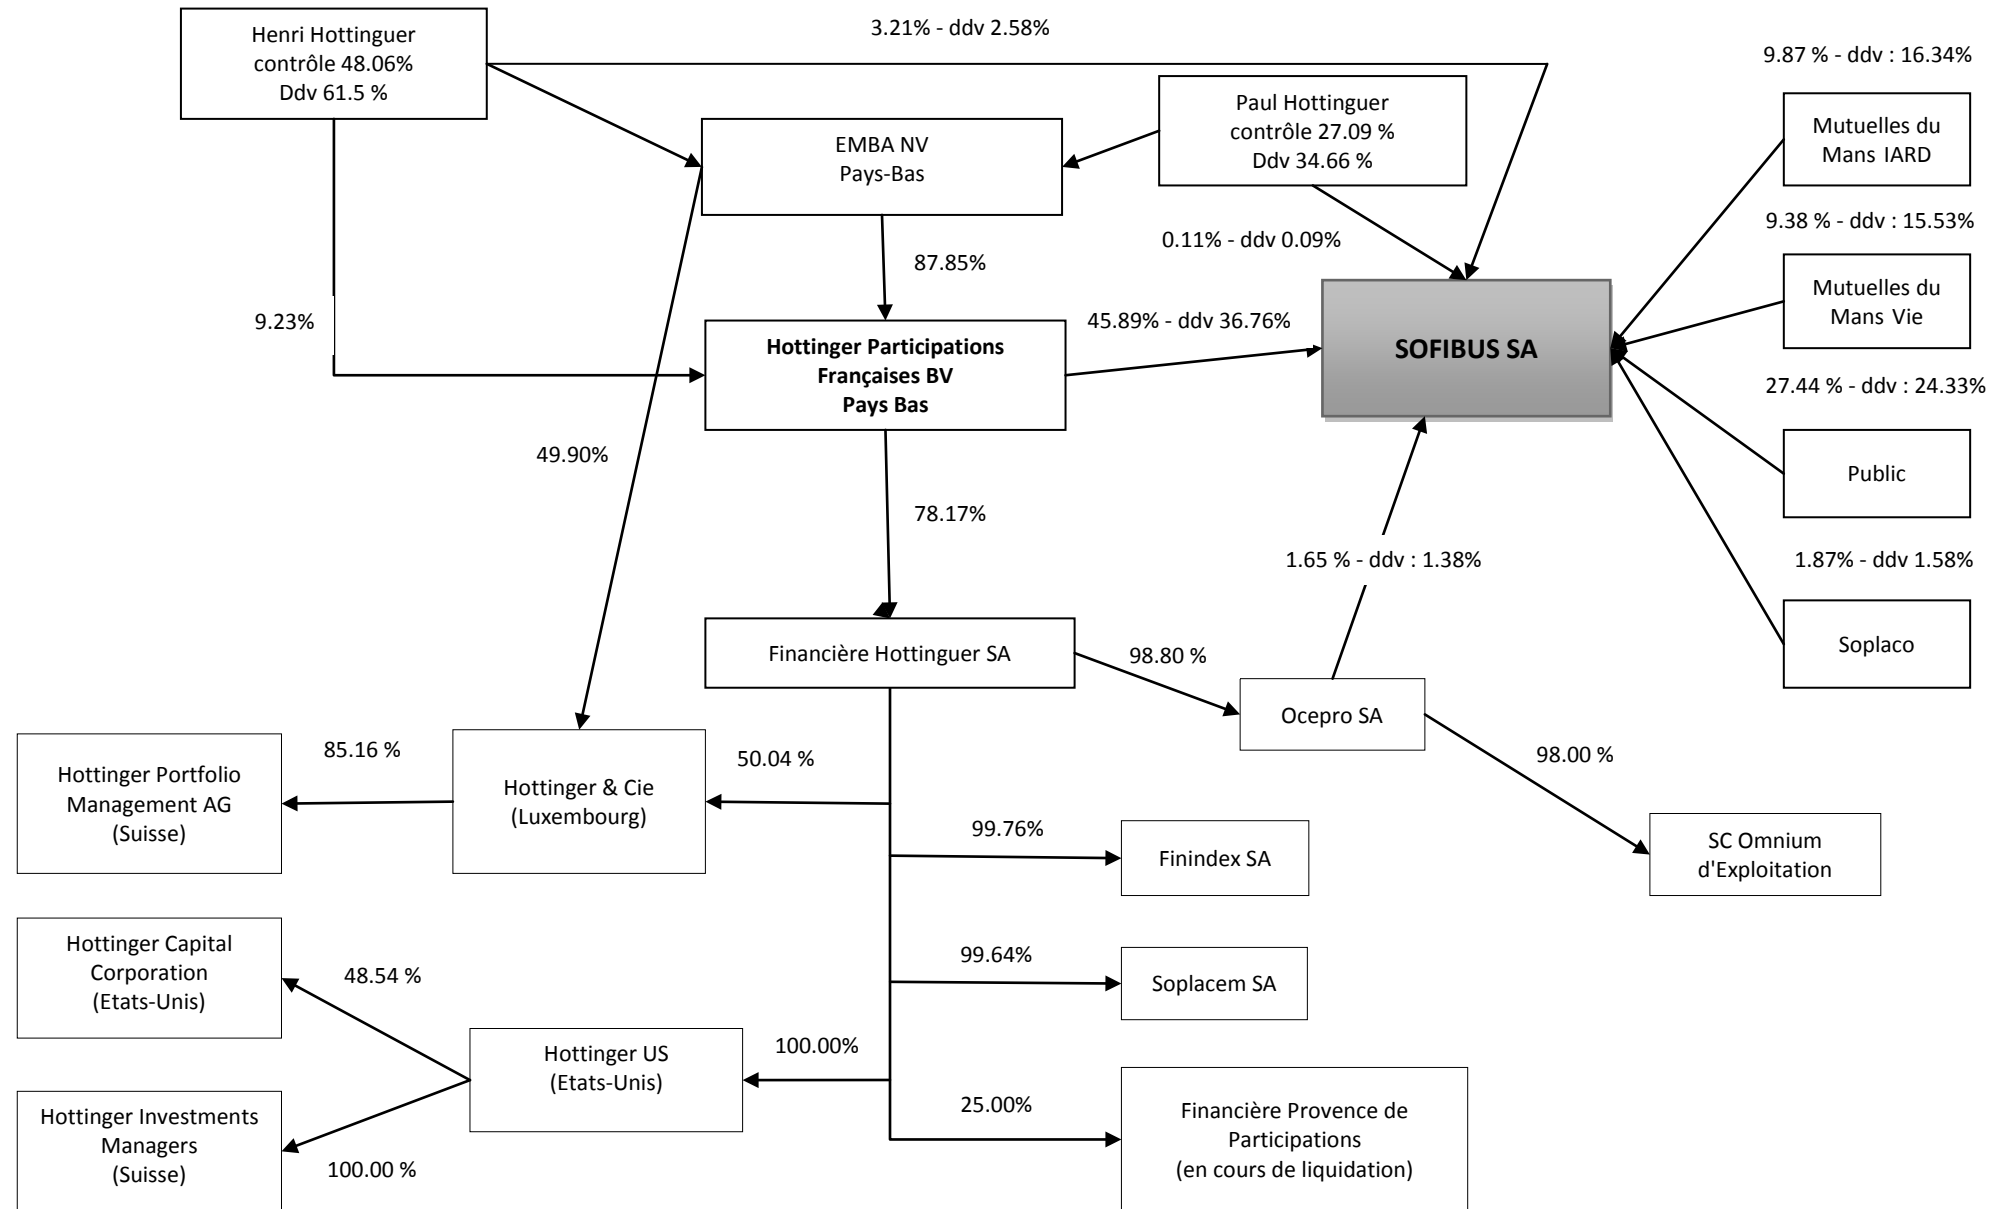 Henri Hottinguer
contrôle 48.06%
Ddv 61.5 %
3.21% - ddv 2.58%
9.87 % - ddv : 16.34%
Paul Hottinguer
contrôle 27.09 %
Ddv 34.66 %
Mutuelles du
Mans IARD
EMBA NV
Pays-Bas
9.38 % - ddv : 15.53%
0.11% - ddv 0.09%
87.85%
Mutuelles du
Mans Vie
9.23%
45.89% - ddv 36.76%
Hottinger Participations
Françaises BV
Pays Bas
SOFIBUS SA
27.44 % - ddv : 24.33%
49.90%
Public
78.17%
1.65 % - ddv : 1.38%
1.87% - ddv 1.58%
Financière Hottinguer SA
98.80 %
Soplaco
Ocepro SA
85.16 %
50.04 %
98.00 %
Hottinger Portfolio
Management AG
(Suisse)
Hottinger & Cie
(Luxembourg)
99.76%
Finindex SA
SC Omnium
d'Exploitation
Hottinger Capital
Corporation
(Etats-Unis)
48.54 %
99.64%
Soplacem SA
Hottinger US
(Etats-Unis)
100.00%
25.00%
Hottinger Investments
Managers
(Suisse)
100.00 %
Financière Provence de
Participations
(en cours de liquidation)